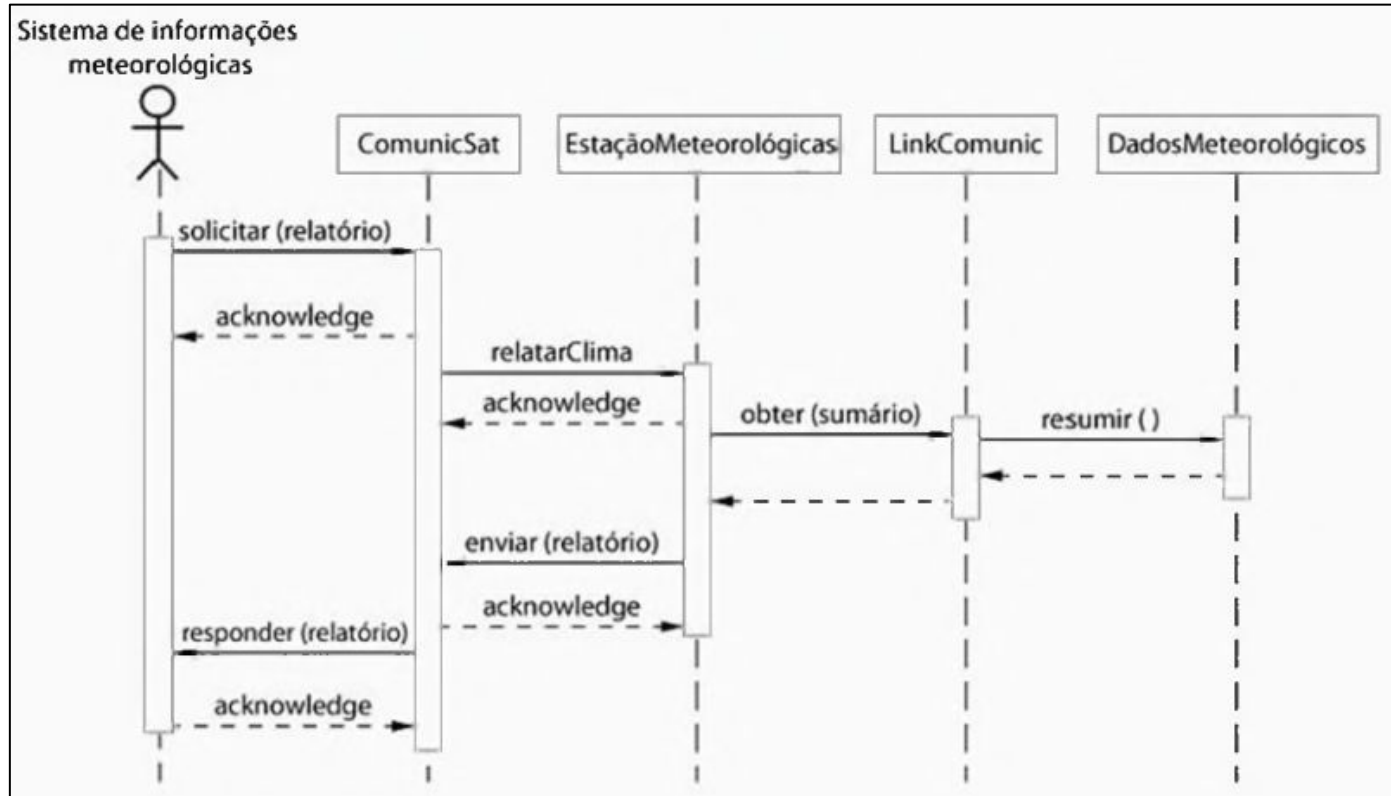 Sistema de informações
meteorológicas
ComunicSat
EstaçãoMeteorológicas
LinkComunic
DadosMeteorológicos
solicitar (relatório)
acknowledge
relatarClima
acknowledge
obter (sumário)
resumir ( )
enviar (relatório)
acknowledge
responder (relatório)
acknowledge